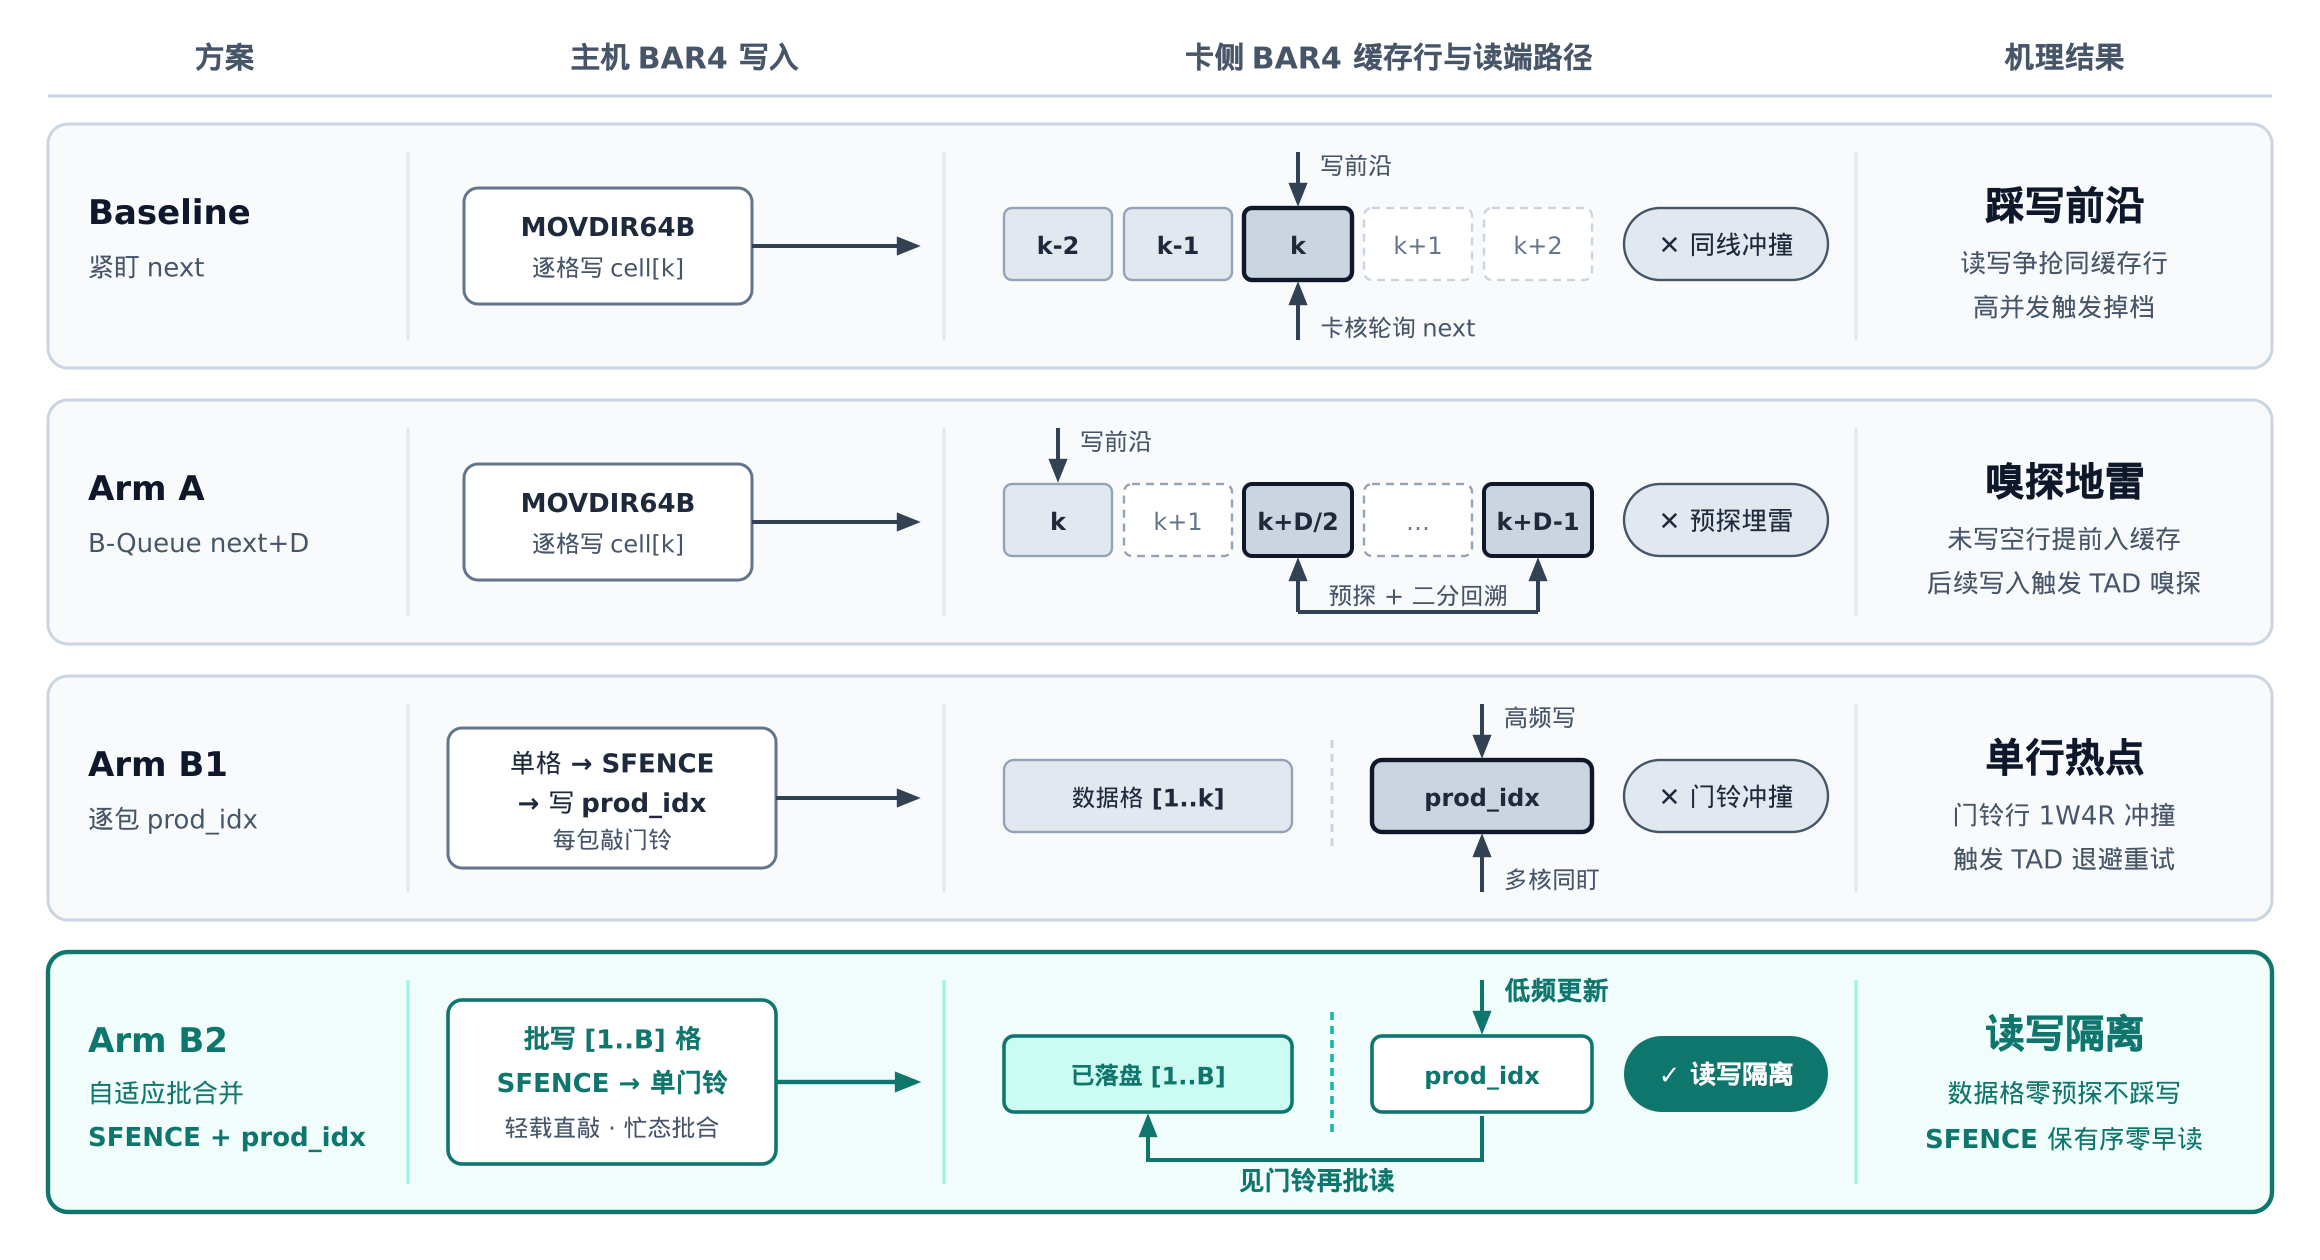 方案
主机 BAR4 写入
卡侧 BAR4 缓存行与读端路径
机理结果
Baseline
紧盯 next
MOVDIR64B
逐格写 cell[k]
写前沿
k-2
k-1
k
k+1
k+2
卡核轮询 next
✕ 同线冲撞
踩写前沿
读写争抢同缓存行
高并发触发掉档
Arm A
B-Queue next+D
MOVDIR64B
逐格写 cell[k]
写前沿
k
k+1
k+D/2
...
k+D-1
预探 + 二分回溯
✕ 预探埋雷
嗅探地雷
未写空行提前入缓存
后续写入触发 TAD 嗅探
Arm B1
逐包 prod_idx
单格 → SFENCE
→ 写 prod_idx
每包敲门铃
高频写
数据格 [1..k]
prod_idx
多核同盯
✕ 门铃冲撞
单行热点
门铃行 1W4R 冲撞
触发 TAD 退避重试
Arm B2
自适应批合并
SFENCE + prod_idx
批写 [1..B] 格
SFENCE → 单门铃
轻载直敲 · 忙态批合
低频更新
已落盘 [1..B]
prod_idx
见门铃再批读
✓ 读写隔离
读写隔离
数据格零预探不踩写
SFENCE 保有序零早读